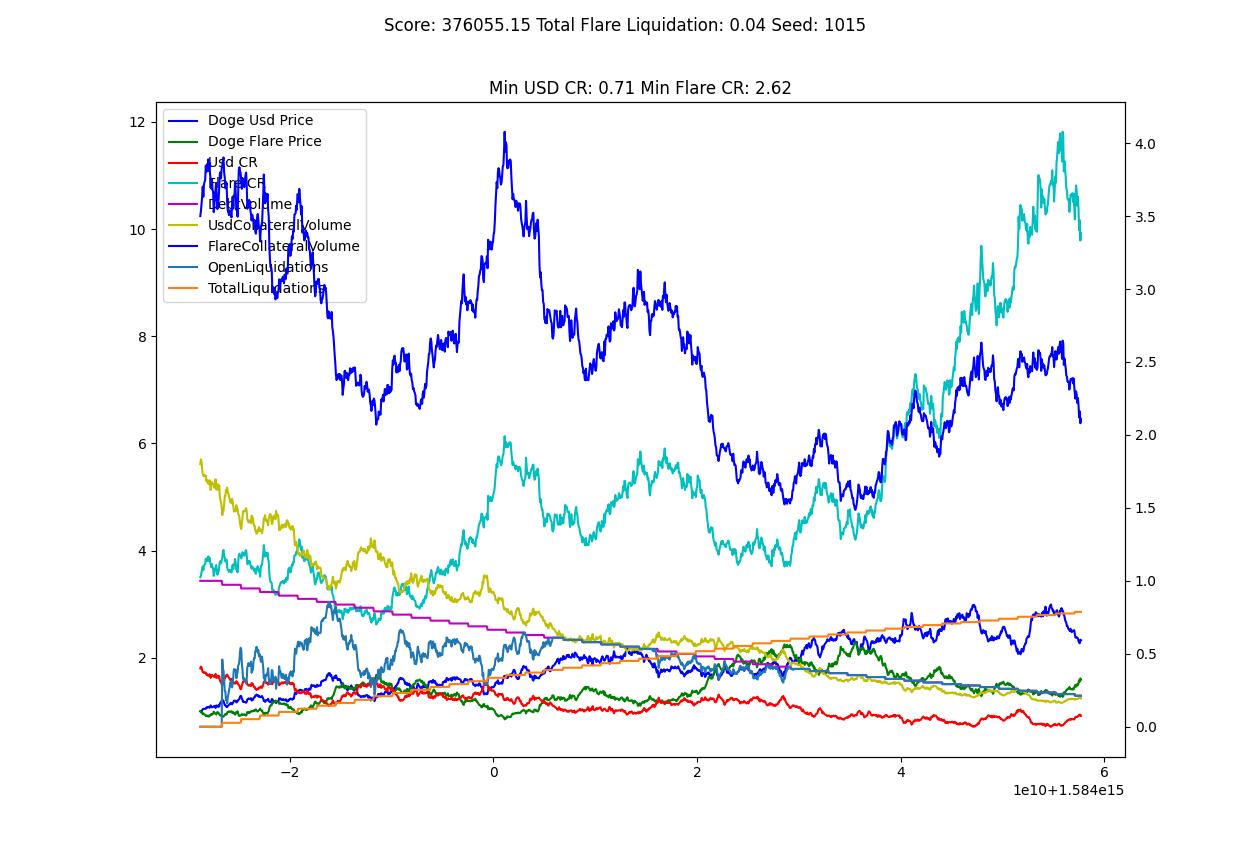 Score: 376055.15 Total Flare Liquidation: 0.04 Seed: 1015
Min USD CR: 0.71 Min Flare CR: 2.62
Doge Usd Price
Doge Flare Price
Usd CR
Flare CR
DebtVolume
UsdCollateralVolume
FlareCollateralVolume
OpenLiquidations
TotalLiquidations
12
10
8
6
4
2
4.0
3.5
3.0
2.5
2.0
1.5
1.0
0.5
0.0
−2
0
2
4
6
1e10+1.584e15